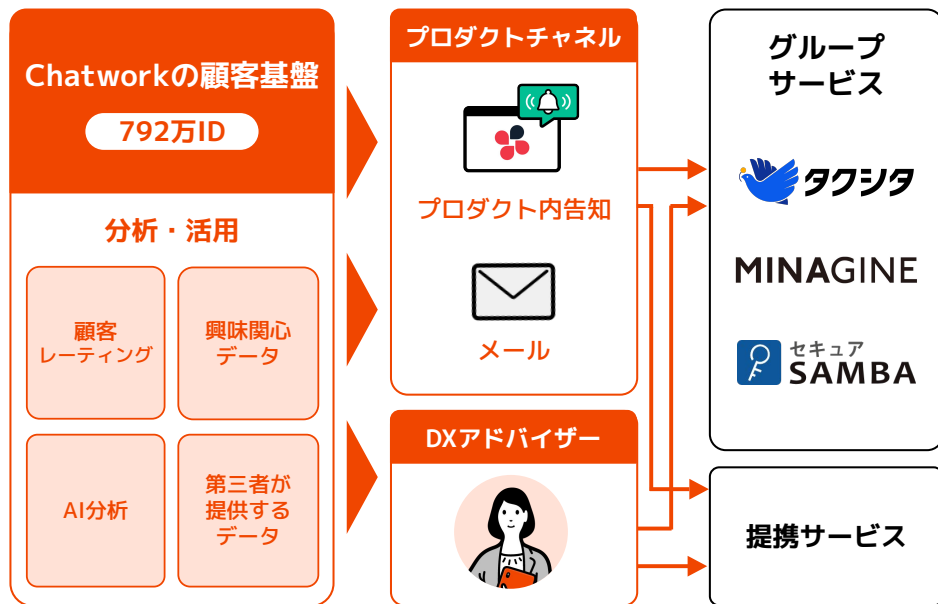 Chatworkの顧客基盤
792万ID
分析・活用
顧客
レーティング
興味関心
データ
AI分析
第三者が
提供する
データ
プロダクトチャネル
プロダクト内告知
メール
DXアドバイザー
グループ
サービス
タクシタ
MINAGINE
セキュア
SAMBA
提携サービス